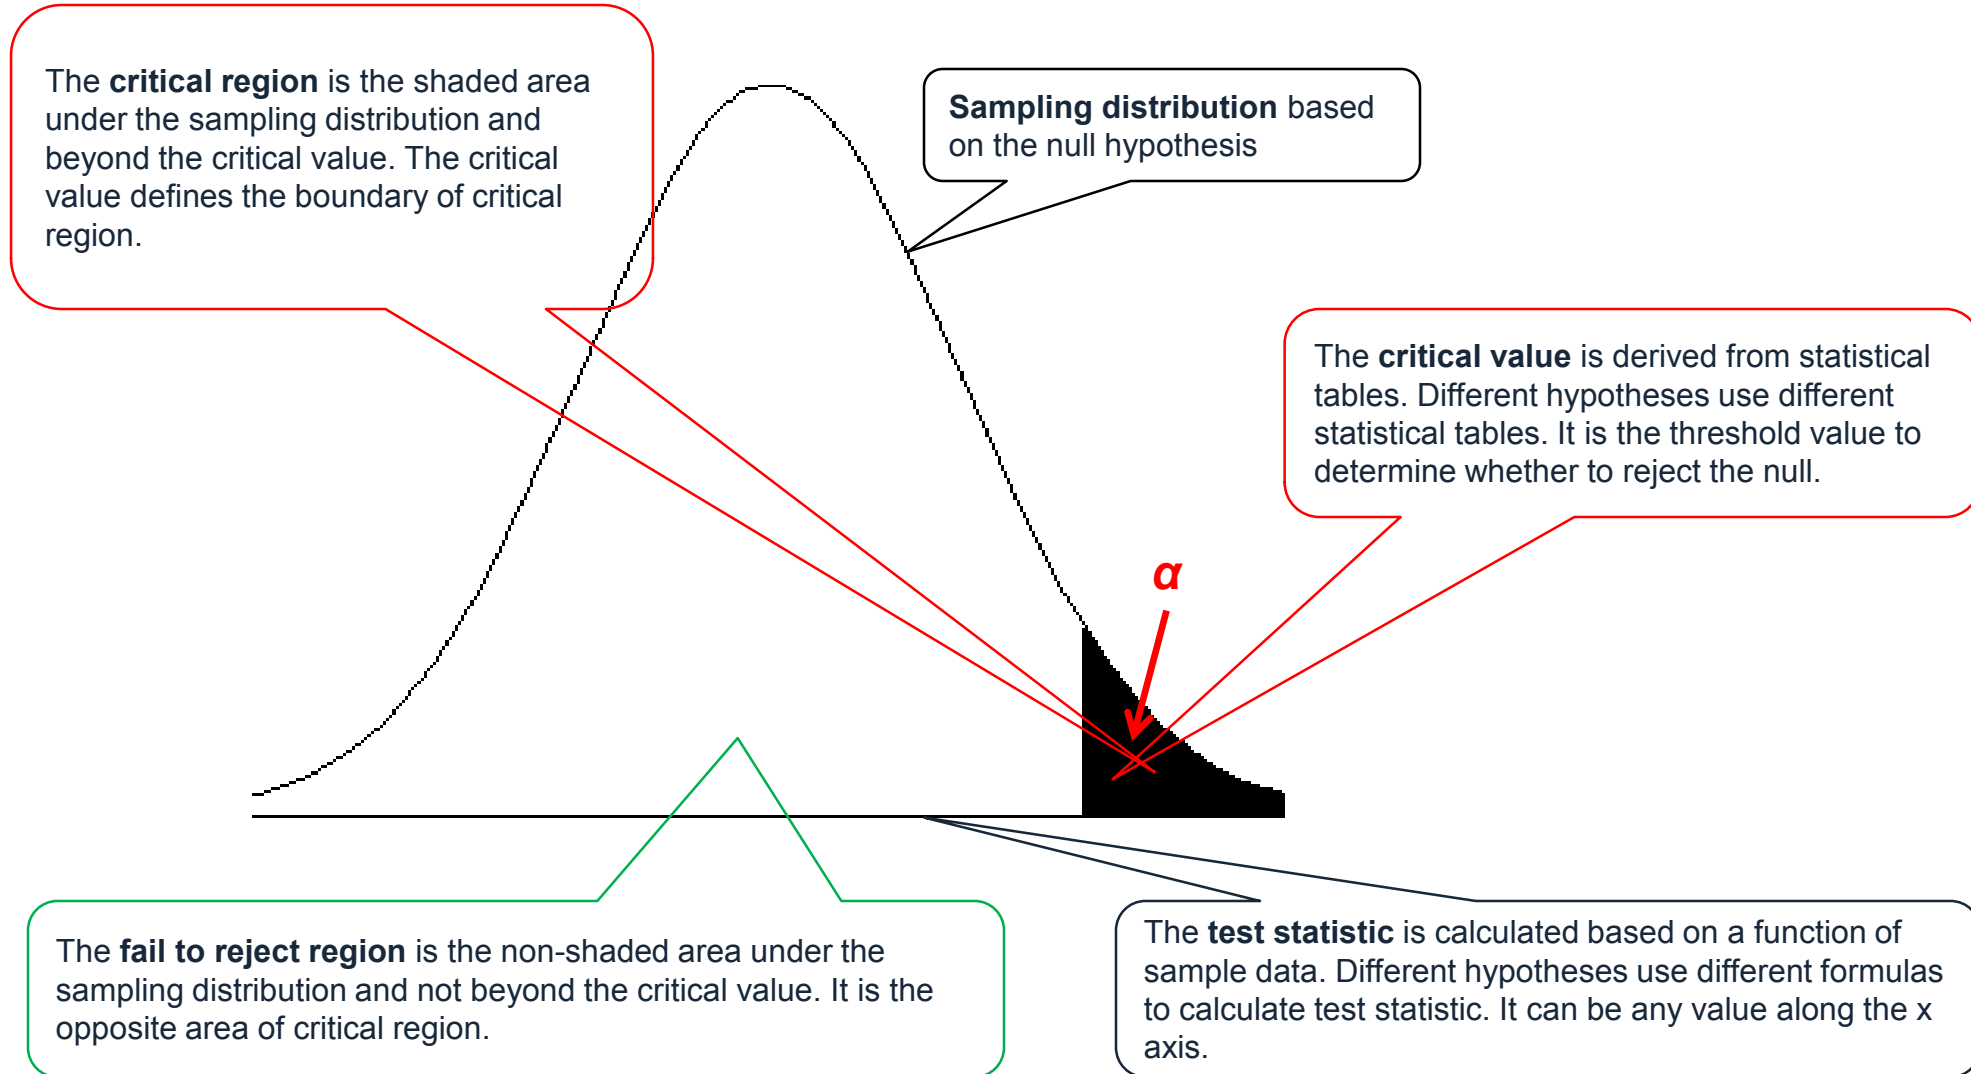 The critical region is the shaded area
under the sampling distribution and
beyond the critical value. The critical
value defines the boundary of critical
region.
Sampling distribution based
on the null hypothesis
The critical value is derived from statistical
tables. Different hypotheses use different
statistical tables. It is the threshold value to
determine whether to reject the null.
α
The fail to reject region is the non-shaded area under the
sampling distribution and not beyond the critical value. It is the
opposite area of critical region.
The test statistic is calculated based on a function of
sample data. Different hypotheses use different formulas
to calculate test statistic. It can be any value along the x
axis.